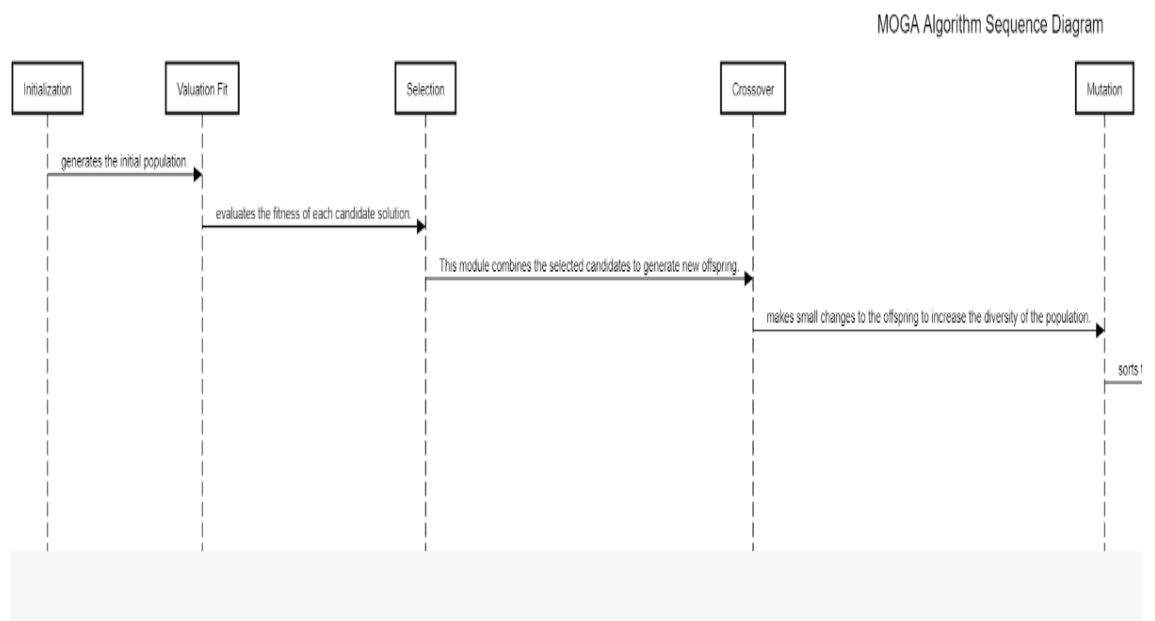 MOGA Algorithm Sequence Diagram
Initialization
Valuation Fit
Selection
Crossover
Mutation
generates the initial population.
evaluates the fitness of each candidate solution.
This module combines the selected candidates to generate new offspring.
makes small changes to the offspring to increase the diversity of the population.
sorts